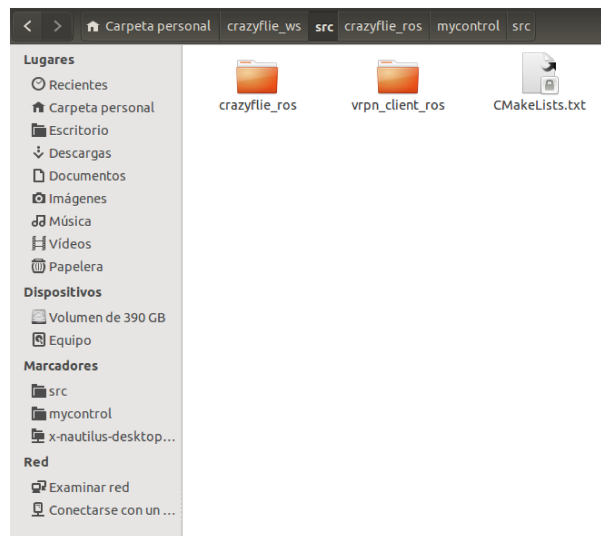 Carpeta personal crazyflie_ws src crazyflie_ros mycontrol src
Lugares
Recientes
Carpeta personal
Escritorio
Descargas
Documentos
Imágenes
Música
Vídeos
Papelera
Dispositivos
Volumen de 390 GB
Equipo
Marcadores
src
mycontrol
x-nautilus-desktop…
Red
Examinar red
Conectarse con un …
crazyflie_ros vrpn_client_ros CMakeLists.txt